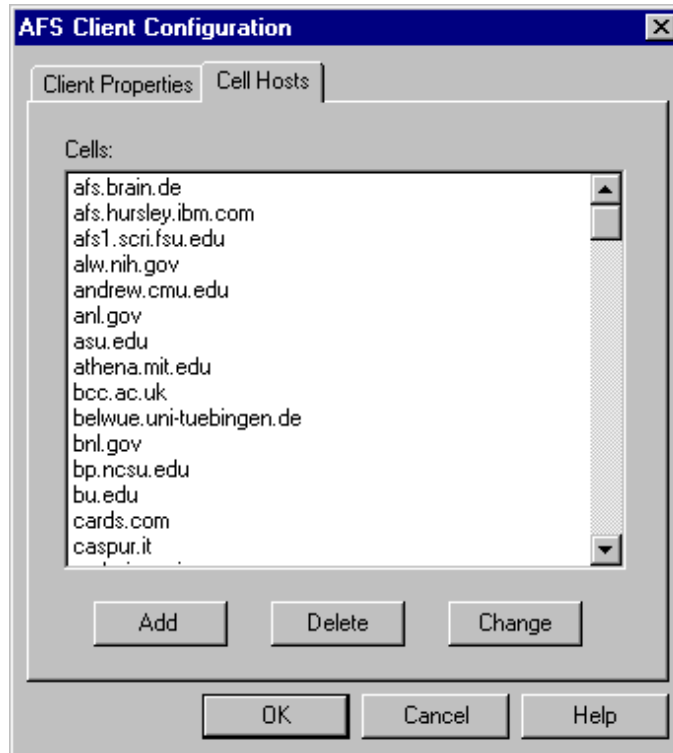 AFS Client Configuration
Client Properties Cell Hosts
Cells:
afs.brain.de
afs.hursley.ibm.com
afs1.scri.fsu.edu
alw.nih.gov
andrew.cmu.edu
anl.gov
asu.edu
athena.mit.edu
bcc.ac.uk
belwue.uni-tuebingen.de
bnl.gov
bp.ncsu.edu
bu.edu
cards.com
caspur.it
Add Delete Change
OK Cancel Help